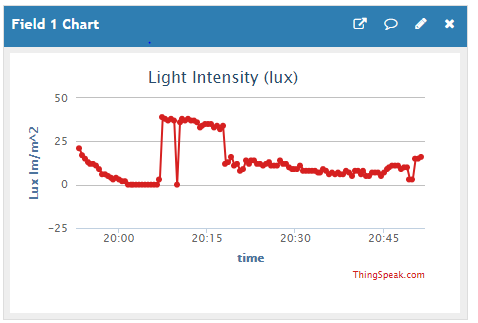 Field 1 Chart
Light Intensity (lux)
50
25
0
-25
Lux lm/m^2
20:00 20:15 20:30 20:45
time
ThingSpeak.com